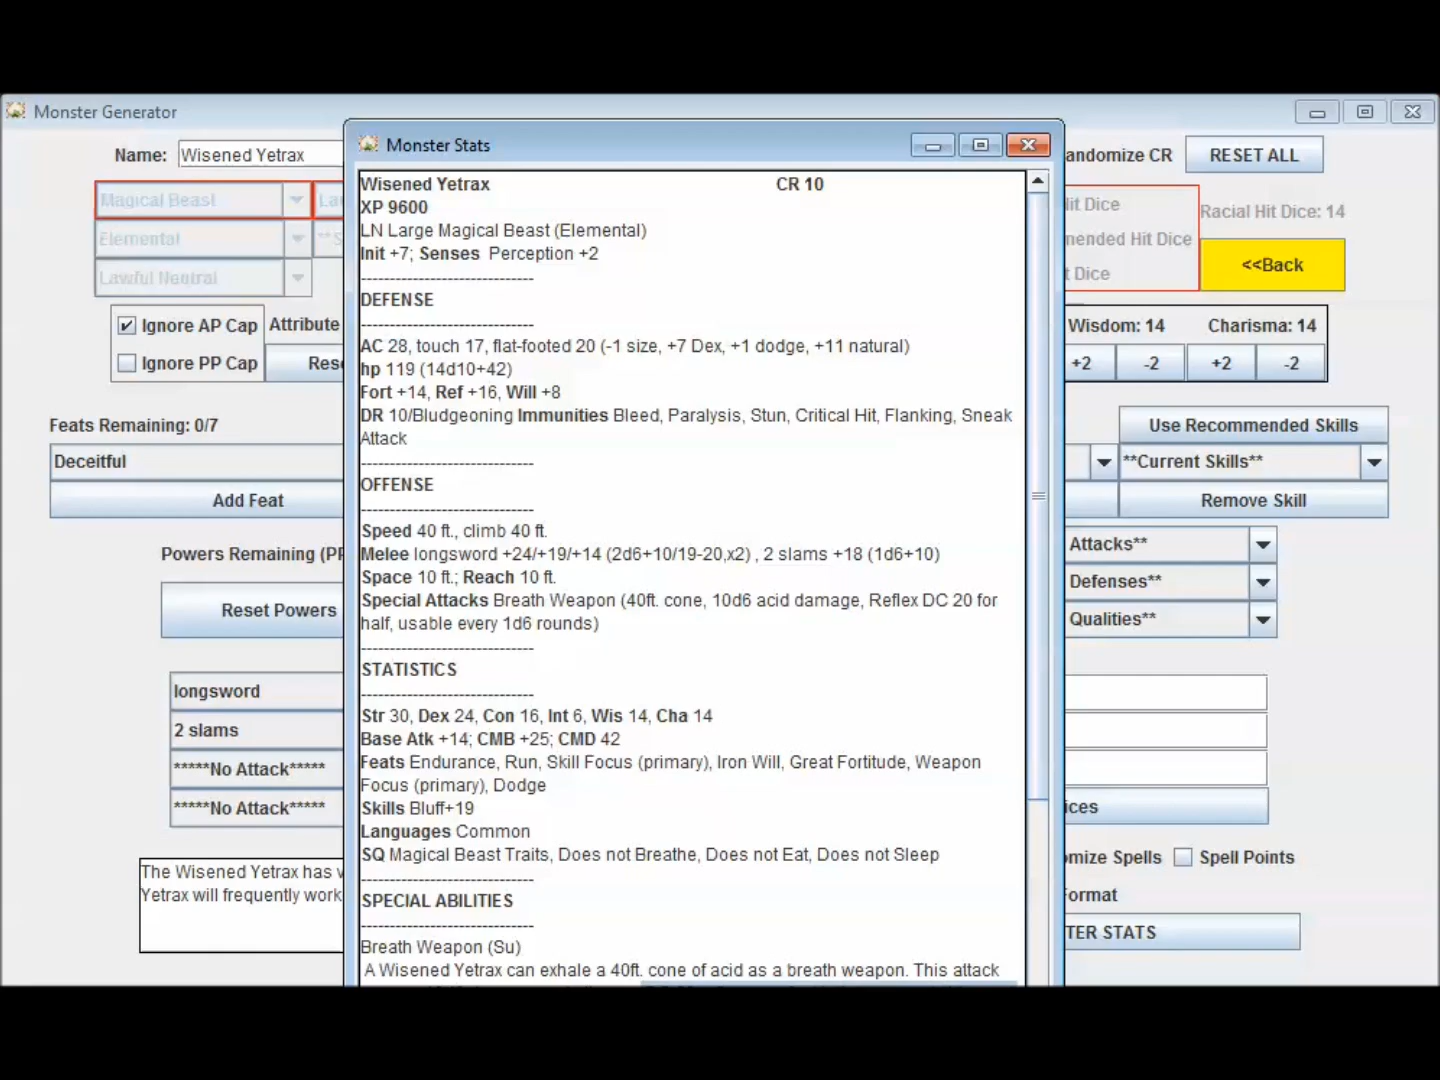 Monster Generator
Name: Wisened Yetrax
andomize CR
RESET ALL
Magical Beast
Elemental
Lawful Neutral
Hit Dice
nended Hit Dice
t Dice
Racial Hit Dice: 14
<<Back
Ignore AP Cap
Attribute
Ignore PP Cap
Wisdom: 14
Charisma: 14
+2
-2
+2
-2
Feats Remaining: 0/7
Deceitful
Add Feat
Use Recommended Skills
**Current Skills**
Remove Skill
Powers Remaining (PP
Reset Powers
Attacks**
Defenses**
Qualities**
longsword
2 slams
*****No Attack*****
*****No Attack*****
ices
The Wisened Yetrax has v
Yetrax will frequently work
omize Spells
Spell Points
Format
TER STATS
Monster Stats
Wisened Yetrax CR 10
XP 9600
LN Large Magical Beast (Elemental)
Init +7; Senses Perception +2
------------------------------
DEFENSE
------------------------------
AC 28, touch 17, flat-footed 20 (-1 size, +7 Dex, +1 dodge, +11 natural)
hp 119 (14d10+42)
Fort +14, Ref +16, Will +8
DR 10/Bludgeoning Immunities Bleed, Paralysis, Stun, Critical Hit, Flanking, Sneak
Attack
------------------------------
OFFENSE
------------------------------
Speed 40 ft., climb 40 ft.
Melee longsword +24/+19/+14 (2d6+10/19-20,x2) , 2 slams +18 (1d6+10)
Space 10 ft.; Reach 10 ft.
Special Attacks Breath Weapon (40ft. cone, 10d6 acid damage, Reflex DC 20 for
half, usable every 1d6 rounds)
------------------------------
STATISTICS
------------------------------
Str 30, Dex 24, Con 16, Int 6, Wis 14, Cha 14
Base Atk +14; CMB +25; CMD 42
Feats Endurance, Run, Skill Focus (primary), Iron Will, Great Fortitude, Weapon
Focus (primary), Dodge
Skills Bluff+19
Languages Common
SQ Magical Beast Traits, Does not Breathe, Does not Eat, Does not Sleep
------------------------------
SPECIAL ABILITIES
------------------------------
Breath Weapon (Su)
A Wisened Yetrax can exhale a 40ft. cone of acid as a breath weapon. This attack